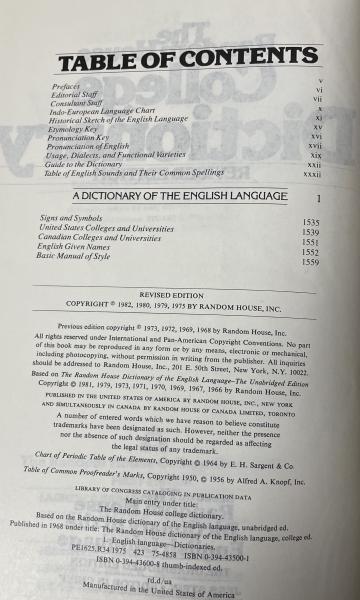 TABLE OF CONTENTS
Prefaces v
Editorial Staff vi
Consultant Staff vii
Indo-European Language Chart x
Historical Sketch of the English Language xi
Etymology Key xv
Pronunciation Key xvi
Pronunciation of English xvii
Usage, Dialects, and Functional Varieties xix
Guide to the Dictionary xxii
Table of English Sounds and Their Common Spellings xxxii
A DICTIONARY OF THE ENGLISH LANGUAGE 1
Signs and Symbols 1535
United States Colleges and Universities 1539
Canadian Colleges and Universities 1551
English Given Names 1552
Basic Manual of Style 1559
REVISED EDITION
COPYRIGHT © 1982, 1980, 1979, 1975 BY RANDOM HOUSE, INC.
Previous edition copyright © 1973, 1972, 1969, 1968 by Random House, Inc.
All rights reserved under International and Pan-American Copyright Conventions. No part
of this book may be reproduced in any form or by any means, electronic or mechanical,
including photocopying, without permission in writing from the publisher. All inquiries
should be addressed to Random House, Inc., 201 E. 50th Street, New York, N.Y. 10022.
Based on The Random House Dictionary of the English Language—The Unabridged Edition
Copyright © 1981, 1979, 1973, 1971, 1970, 1969, 1967, 1966 by Random House, Inc.
PUBLISHED IN THE UNITED STATES OF AMERICA BY RANDOM HOUSE, INC., NEW YORK
AND SIMULTANEOUSLY IN CANADA BY RANDOM HOUSE OF CANADA LIMITED, TORONTO
A number of entered words which we have reason to believe constitute
trademarks have been designated as such. However, neither the presence
nor the absence of such designation should be regarded as affecting
the legal status of any trademark.
Chart of Periodic Table of the Elements, Copyright © 1964 by E. H. Sargent & Co.
Table of Common Proofreader's Marks, Copyright 1950, © 1956 by Alfred A. Knopf, Inc.
LIBRARY OF CONGRESS CATALOGING IN PUBLICATION DATA
Main entry under title:
The Random House college dictionary.
Based on the Random House dictionary of the English language, unabridged ed.
Published in 1968 under title: The Random House dictionary of the English language, college ed.
1. English language—Dictionaries.
PE1625.R34 1975 423 75-4858 ISBN 0-394-43500-1
ISBN 0-394-43600-8 thumb-indexed ed.
rd.d/ua
Manufactured in the United States of America